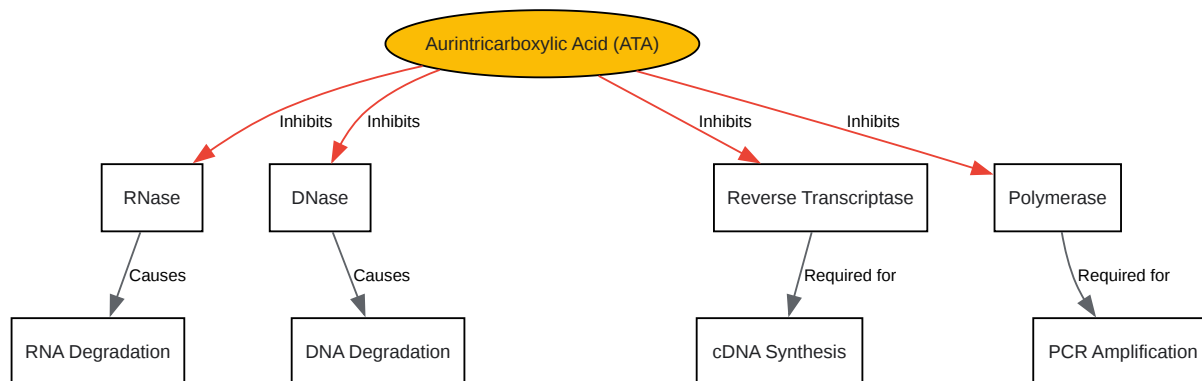 Aurintricarboxylic Acid (ATA)
Inhibits
Inhibits
Inhibits
Inhibits
RNase
DNase
Reverse Transcriptase
Polymerase
Causes
Causes
Required for
Required for
RNA Degradation
DNA Degradation
cDNA Synthesis
PCR Amplification